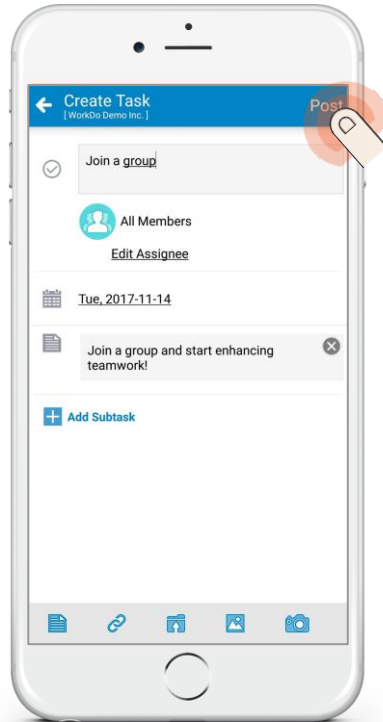 Create Task
[ WorkDo Demo Inc. ]
Post
Join a group
All Members
Edit Assignee
Tue, 2017-11-14
Join a group and start enhancing
teamwork!
Add Subtask